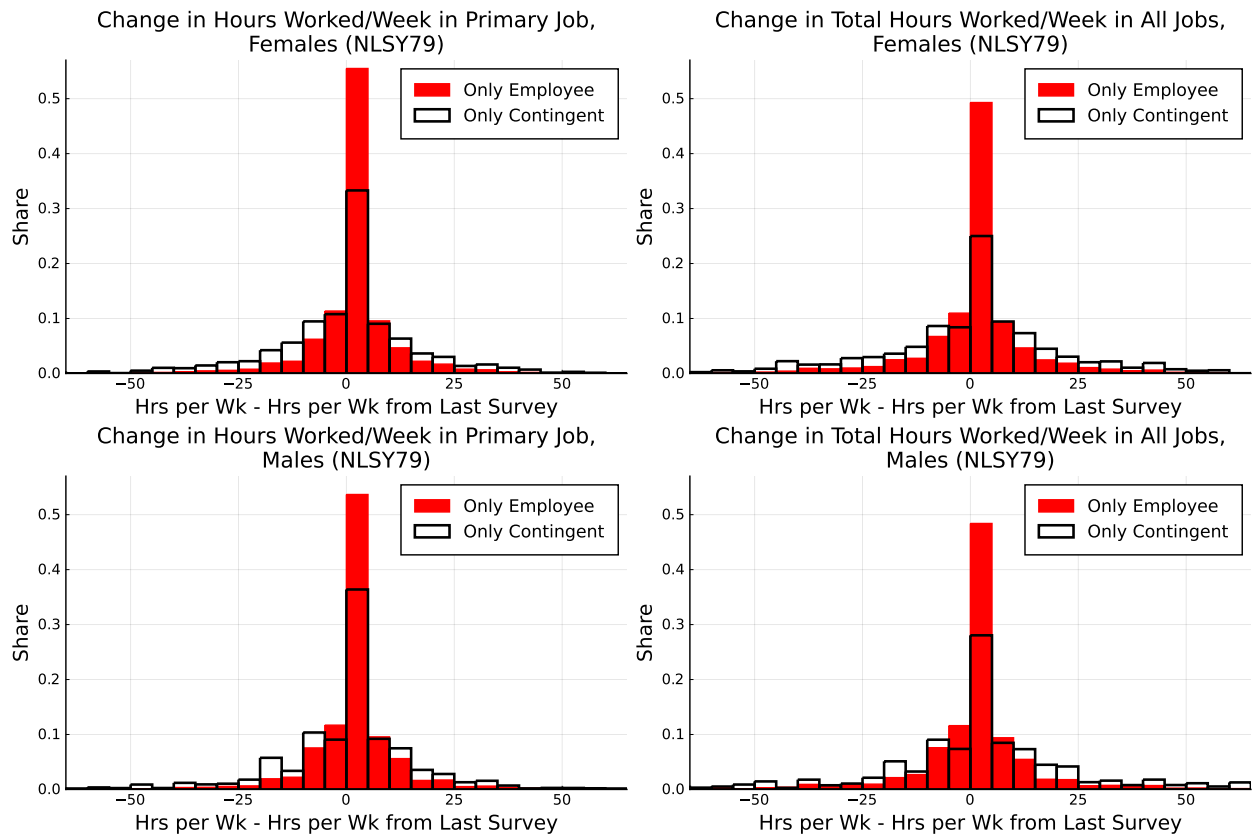 Change in Hours Worked/Week in Primary Job,
Females (NLSY79)
Share
0.5
0.4
0.3
0.2
0.1
0.0
−50
−25
0
25
50
Only Employee
Only Contingent
Hrs per Wk - Hrs per Wk from Last Survey
Change in Total Hours Worked/Week in All Jobs,
Females (NLSY79)
Share
0.5
0.4
0.3
0.2
0.1
0.0
−50
−25
0
25
50
Only Employee
Only Contingent
Hrs per Wk - Hrs per Wk from Last Survey
Change in Hours Worked/Week in Primary Job,
Males (NLSY79)
Share
0.5
0.4
0.3
0.2
0.1
0.0
−50
−25
0
25
50
Only Employee
Only Contingent
Hrs per Wk - Hrs per Wk from Last Survey
Change in Total Hours Worked/Week in All Jobs,
Males (NLSY79)
Share
0.5
0.4
0.3
0.2
0.1
0.0
−50
−25
0
25
50
Only Employee
Only Contingent
Hrs per Wk - Hrs per Wk from Last Survey